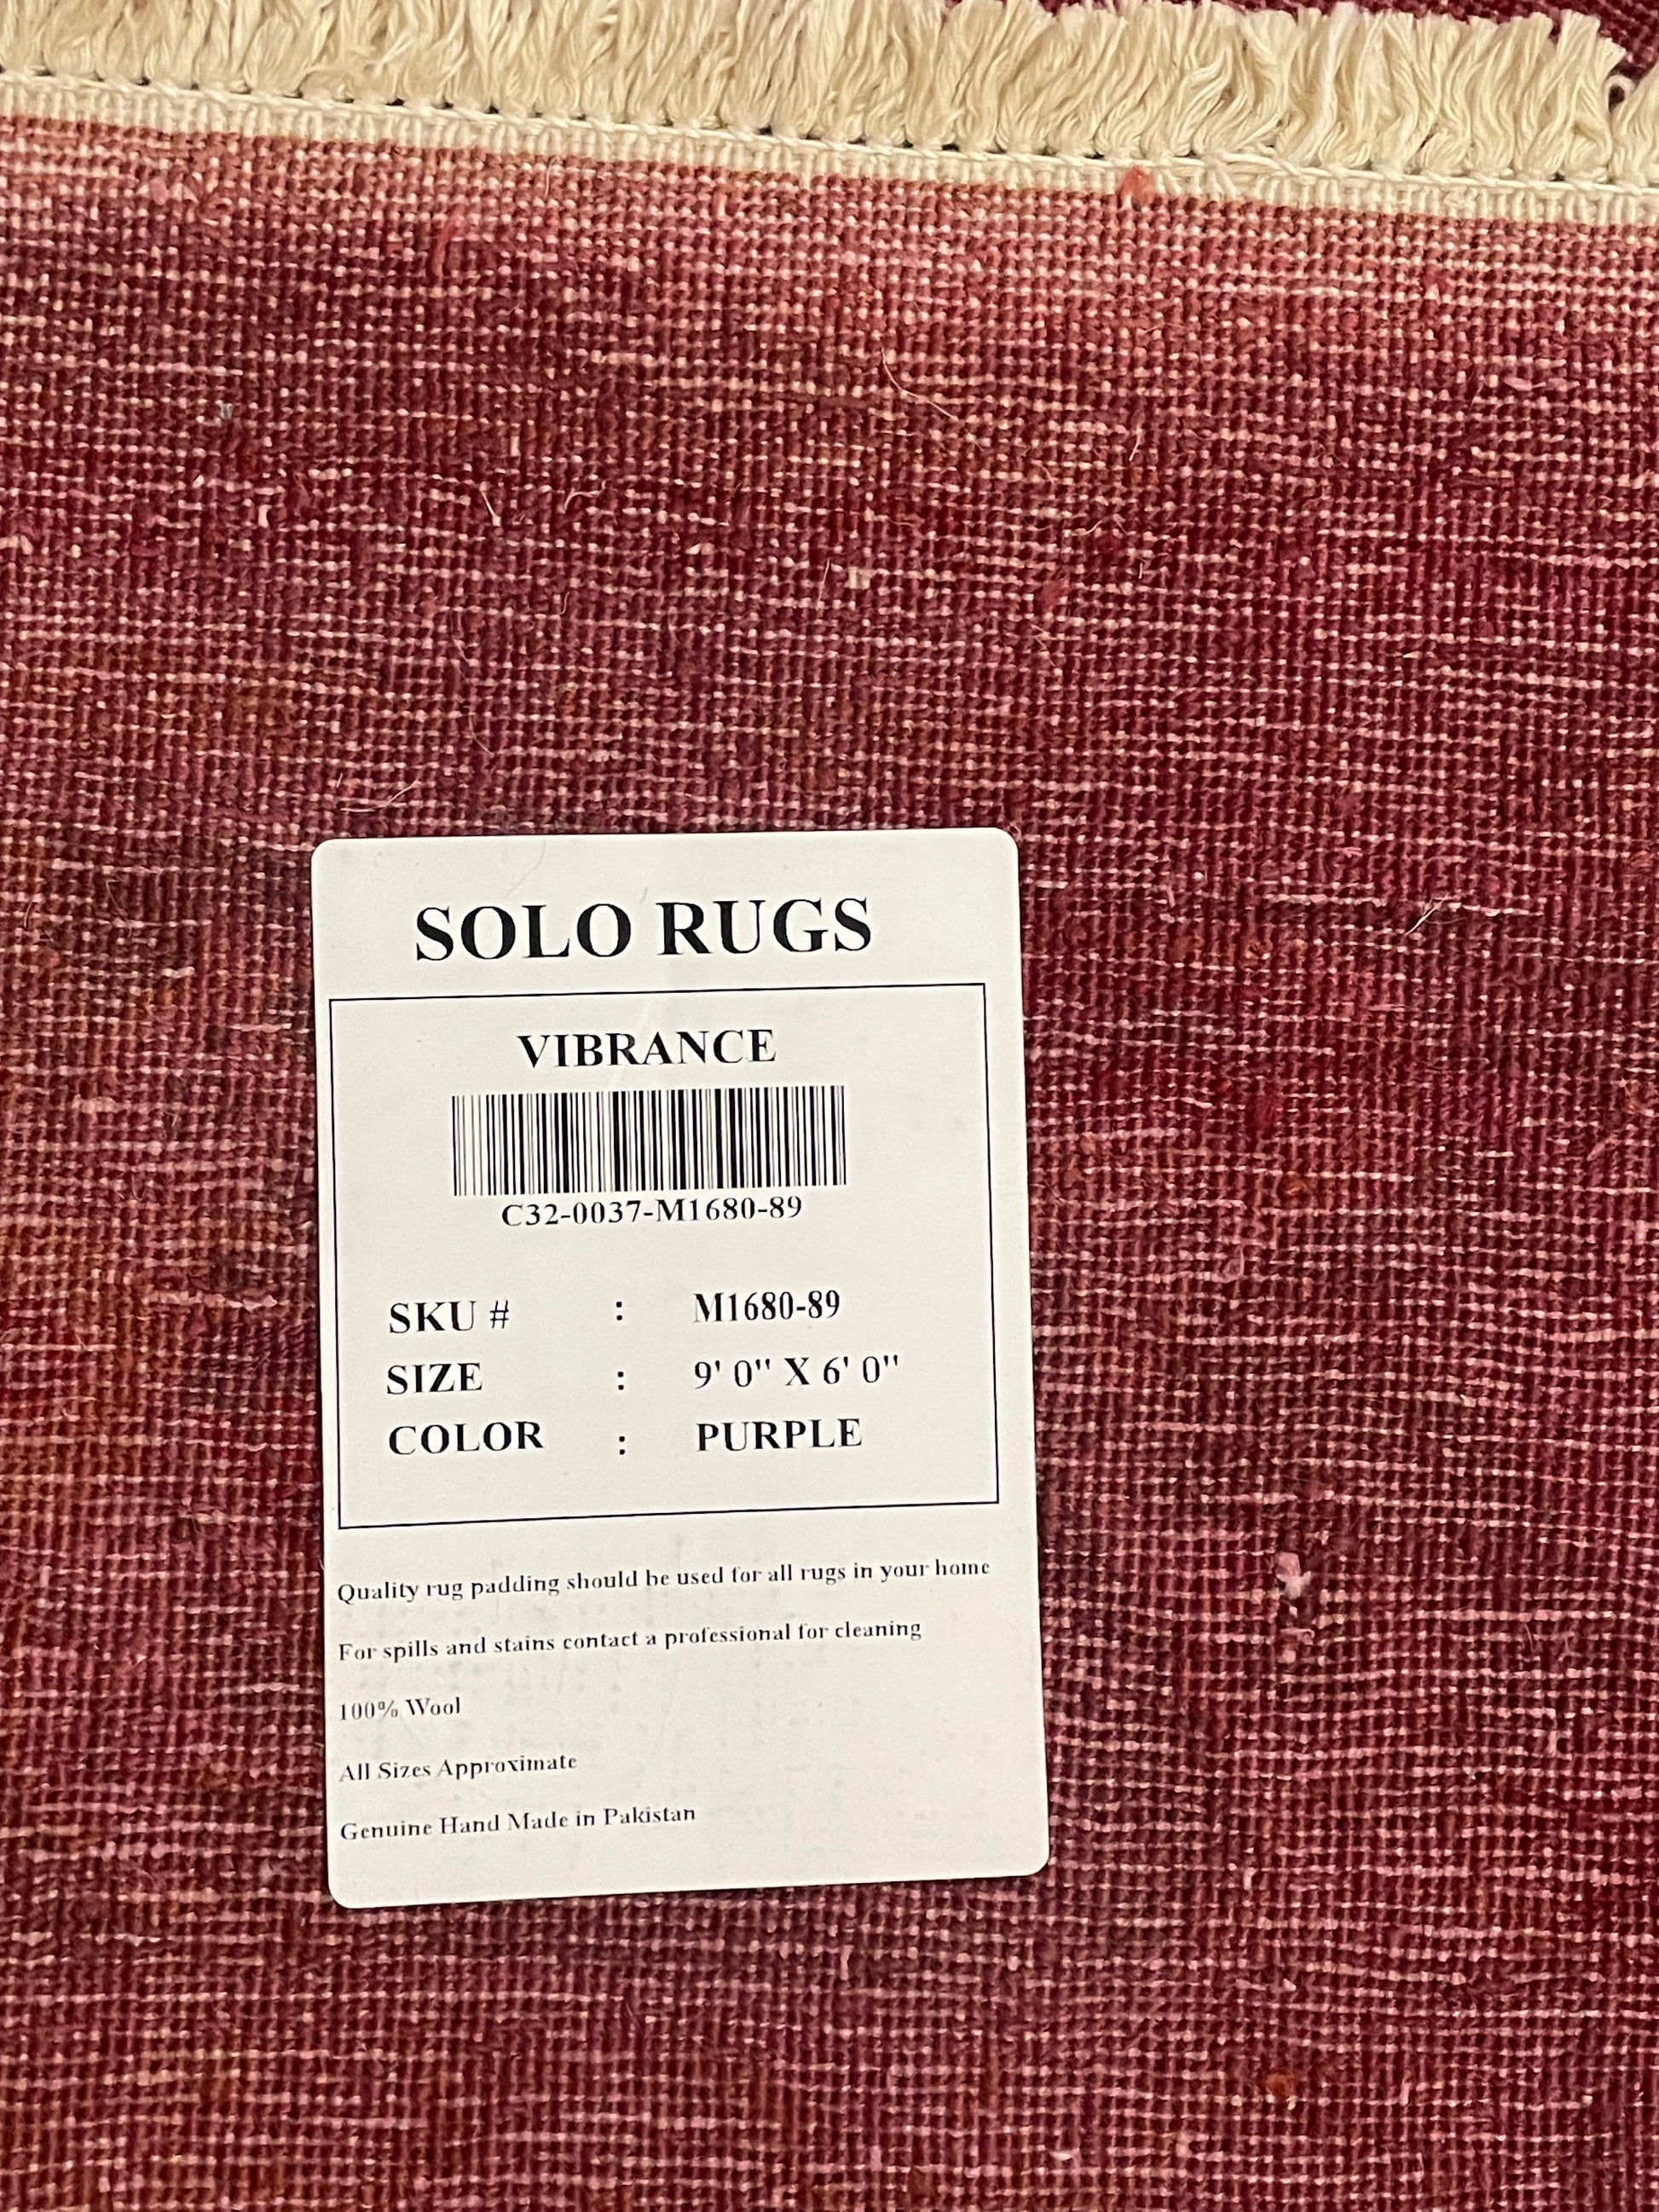 SOLO RUGS
VIBRANCE
C32-0037-M1680-89
SKU # : M1680-89
SIZE : 9' 0" X 6' 0"
COLOR : PURPLE
Quality rug padding should be used for all rugs in your home
For spills and stains contact a professional for cleaning
100% Wool
All Sizes Approximate
Genuine Hand Made in Pakistan